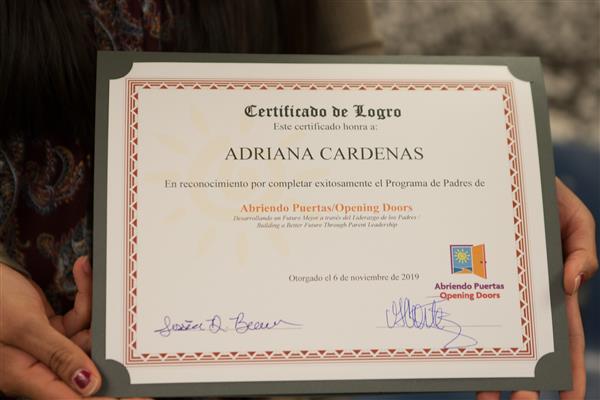 Certificado de Logro
Este certificado honra a:
ADRIANA CARDENAS
En reconocimiento por completar exitosamente el Programa de Padres de
Abriendo Puertas/Opening Doors
Desarrollando un Futuro Mejor a través del Liderazgo de los Padres /
Building a Better Future Through Parent Leadership
Otorgado el 6 de noviembre de 2019
Abriendo Puertas
Opening Doors